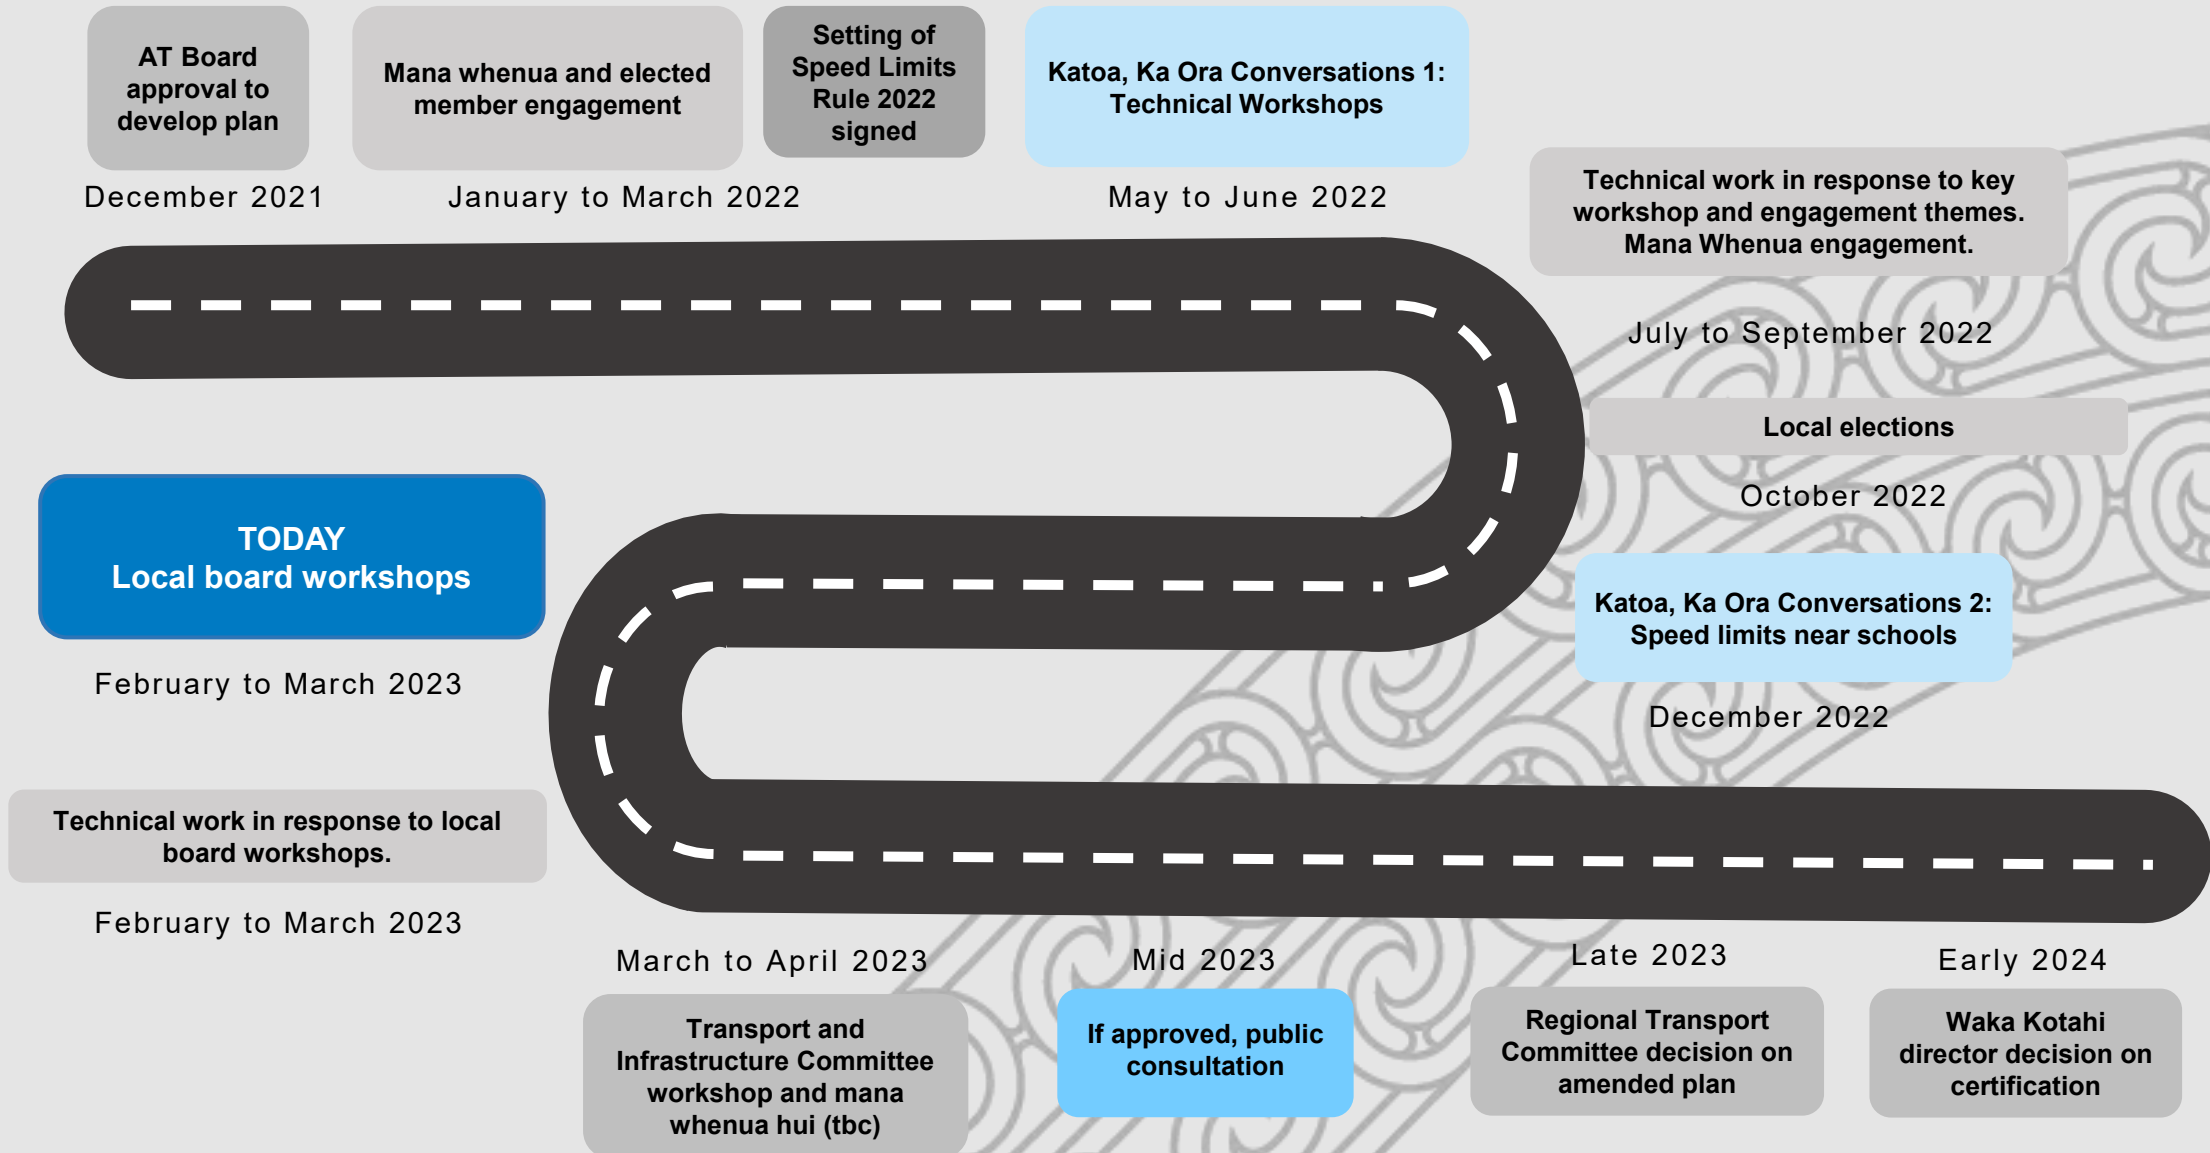 AT Board
approval to
develop plan
December 2021
Mana whenua and elected
member engagement
January to March 2022
Setting of
Speed Limits
Rule 2022
signed
Katoa, Ka Ora Conversations 1:
Technical Workshops
May to June 2022
Technical work in response to key
workshop and engagement themes.
Mana Whenua engagement.
July to September 2022
Local elections
October 2022
Katoa, Ka Ora Conversations 2:
Speed limits near schools
December 2022
TODAY
Local board workshops
February to March 2023
Technical work in response to local
board workshops.
February to March 2023
March to April 2023
Transport and
Infrastructure Committee
workshop and mana
whenua hui (tbc)
Mid 2023
If approved, public
consultation
Late 2023
Regional Transport
Committee decision on
amended plan
Early 2024
Waka Kotahi
director decision on
certification